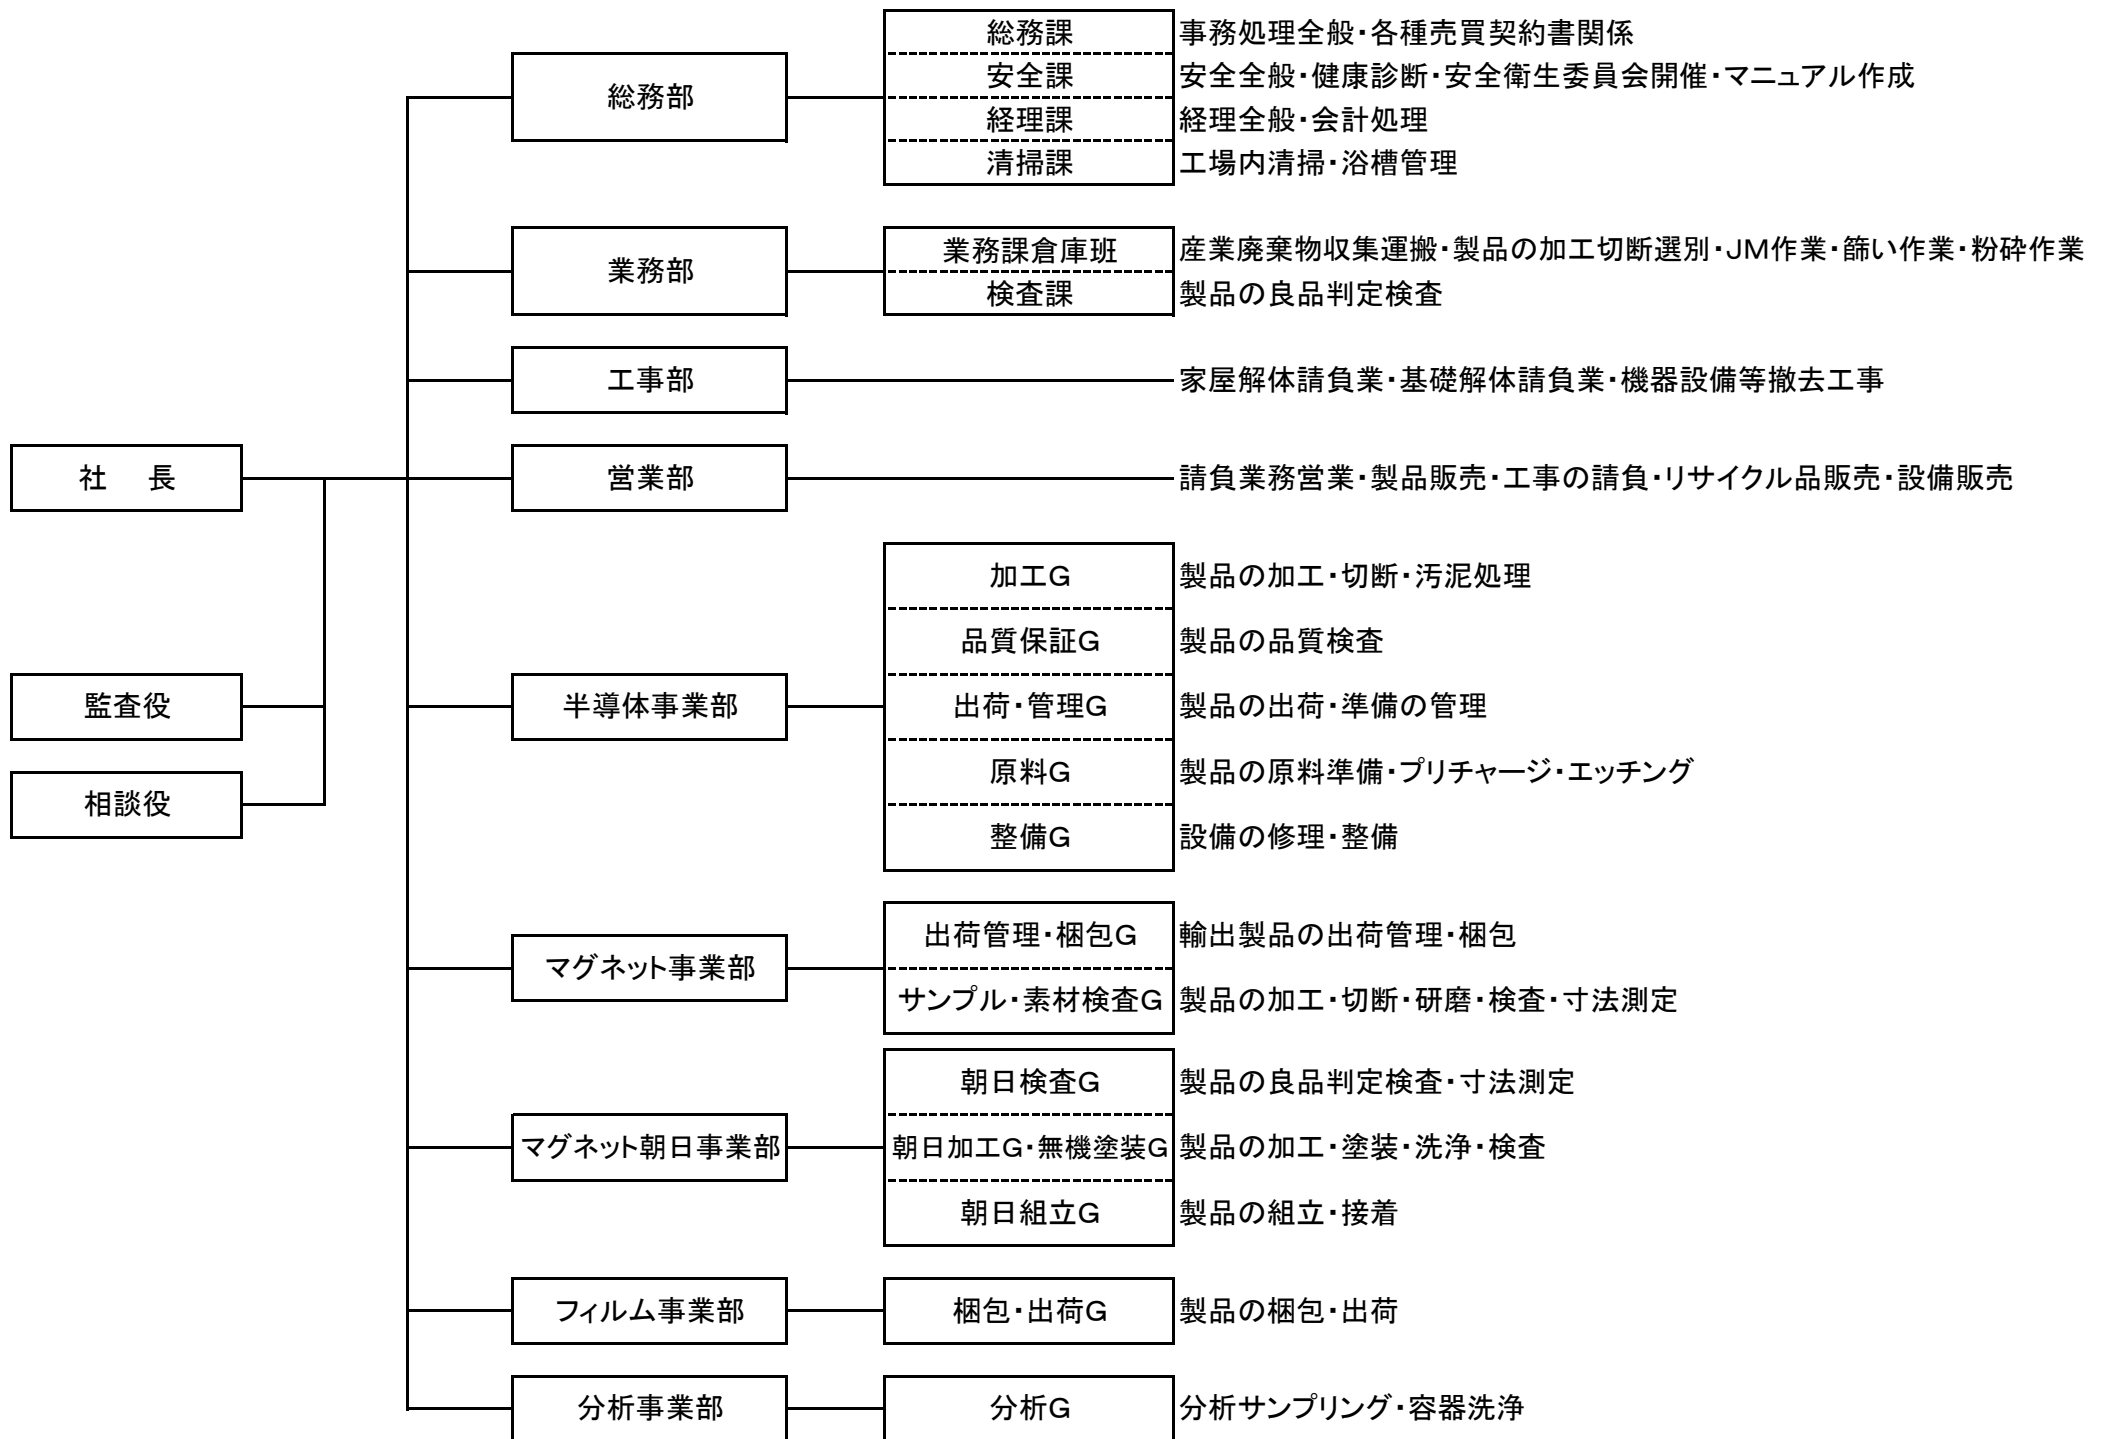 総務課 事務処理全般・各種売買契約書関係
安全課 安全全般・健康診断・安全衛生委員会開催・マニュアル作成
総務部
経理課 経理全般・会計処理
清掃課 工場内清掃・浴槽管理
業務課倉庫班 産業廃棄物収集運搬・製品の加工切断選別・JM作業・篩い作業・粉砕作業
業務部
検査課 製品の良品判定検査
工事部 家屋解体請負業・基礎解体請負業・機器設備等撤去工事
社　長 営業部 請負業務営業・製品販売・工事の請負・リサイクル品販売・設備販売
加工G 製品の加工・切断・汚泥処理
品質保証G 製品の品質検査
監査役 半導体事業部 出荷・管理G 製品の出荷・準備の管理
原料G 製品の原料準備・プリチャージ・エッチング
相談役
整備G 設備の修理・整備
出荷管理・梱包G 輸出製品の出荷管理・梱包
マグネット事業部
サンプル・素材検査G 製品の加工・切断・研磨・検査・寸法測定
朝日検査G 製品の良品判定検査・寸法測定
マグネット朝日事業部 朝日加工G・無機塗装G 製品の加工・塗装・洗浄・検査
朝日組立G 製品の組立・接着
フィルム事業部 梱包・出荷G 製品の梱包・出荷
分析事業部 分析G 分析サンプリング・容器洗浄